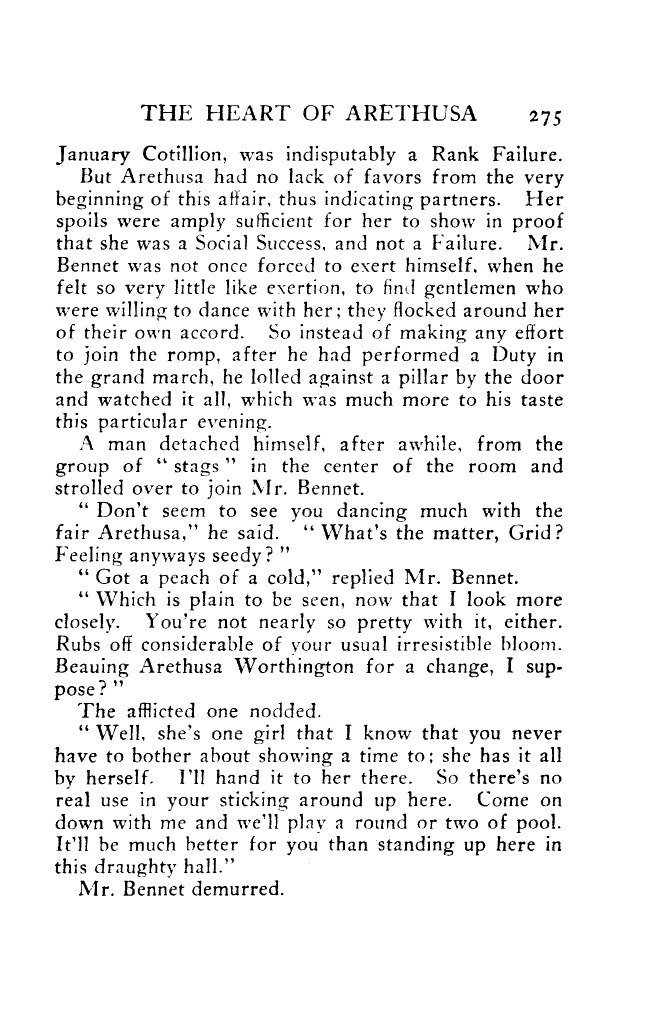 THE HEART OF ARETHUSA 275
January Cotillion, was indisputably a Rank Failure.
But Arethusa had no lack of favors from the very
beginning of this affair, thus indicating partners. Her
spoils were amply sufficient for her to show in proof
that she was a Social Success, and not a Failure. Mr.
Bennet was not once forced to exert himself, when he
felt so very little like exertion, to find gentlemen who
were willing to dance with her; they flocked around her
of their own accord. So instead of making any effort
to join the romp, after he had performed a Duty in
the grand march, he lolled against a pillar by the door
and watched it all, which was much more to his taste
this particular evening.
A man detached himself, after awhile, from the
group of “ stags ” in the center of the room and
strolled over to join Mr. Bennet.
“ Don't seem to see you dancing much with the
fair Arethusa,” he said. “ What's the matter, Grid?
Feeling anyways seedy? ”
“ Got a peach of a cold,” replied Mr. Bennet.
“ Which is plain to be seen, now that I look more
closely. You're not nearly so pretty with it, either.
Rubs off considerable of your usual irresistible bloom.
Beauing Arethusa Worthington for a change, I sup-
pose? ”
The afflicted one nodded.
“ Well, she's one girl that I know that you never
have to bother about showing a time to; she has it all
by herself. I'll hand it to her there. So there's no
real use in your sticking around up here. Come on
down with me and we'll play a round or two of pool.
It'll be much better for you than standing up here in
this draughty hall.”
Mr. Bennet demurred.